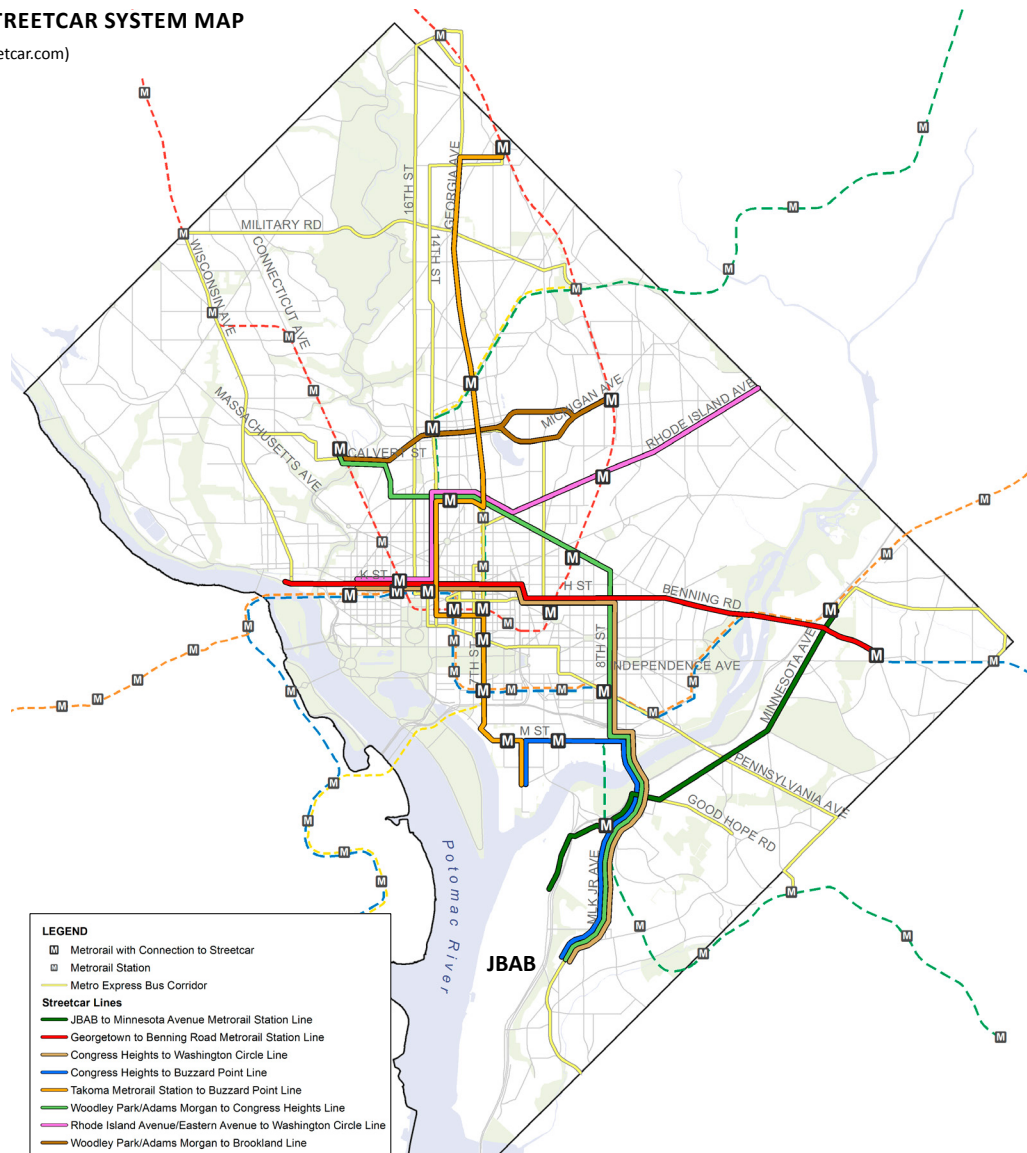 TREETCAR SYSTEM MAP
etcar.com)
M
M
M
16TH ST
GEORGIA AVE
M
M
MILITARY RD
14TH ST
M
WISCONSIN AVE
CONNECTICUT AVE
M
M
M
M
M
M
M
MICHIGAN AVE
M
RHODE ISLAND AVE
MASSACHUSETTS AVE
M
M
CALVERT ST
M
M
M
M
M
M
M
M
K ST
M
H ST
BENNING RD
M
M
M
M
M
M
M
M
M
M
M
8TH ST
MINNESOTA AVE
M
M
M
M
7TH ST
INDEPENDENCE AVE
M
M
M
M
M
M
M
M
M
M
M
M
M ST
M
M
PENNSYLVANIA AVE
M
GOOD HOPE RD
M
M
M
M
MLK JR AVE
M
M
M
M
M
Potomac River
JBAB
LEGEND
M Metrorail with Connection to Streetcar
M Metrorail Station
Metro Express Bus Corridor
Streetcar Lines
JBAB to Minnesota Avenue Metrorail Station Line
Georgetown to Benning Road Metrorail Station Line
Congress Heights to Washington Circle Line
Congress Heights to Buzzard Point Line
Takoma Metrorail Station to Buzzard Point Line
Woodley Park/Adams Morgan to Congress Heights Line
Rhode Island Avenue/Eastern Avenue to Washington Circle Line
Woodley Park/Adams Morgan to Brookland Line